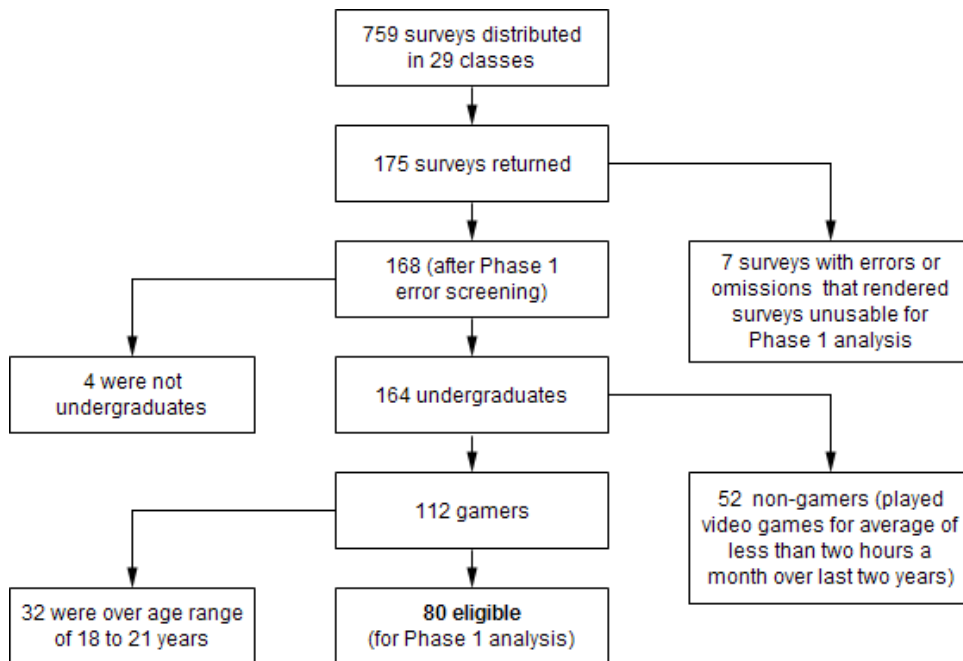 759 surveys distributed
in 29 classes
175 surveys returned
168 (after Phase 1
error screening)
7 surveys with errors or
omissions that rendered
surveys unusable for
Phase 1 analysis
4 were not
undergraduates
164 undergraduates
112 gamers
52 non-gamers (played
video games for average of
less than two hours a
month over last two years)
32 were over age range
of 18 to 21 years
80 eligible
(for Phase 1 analysis)